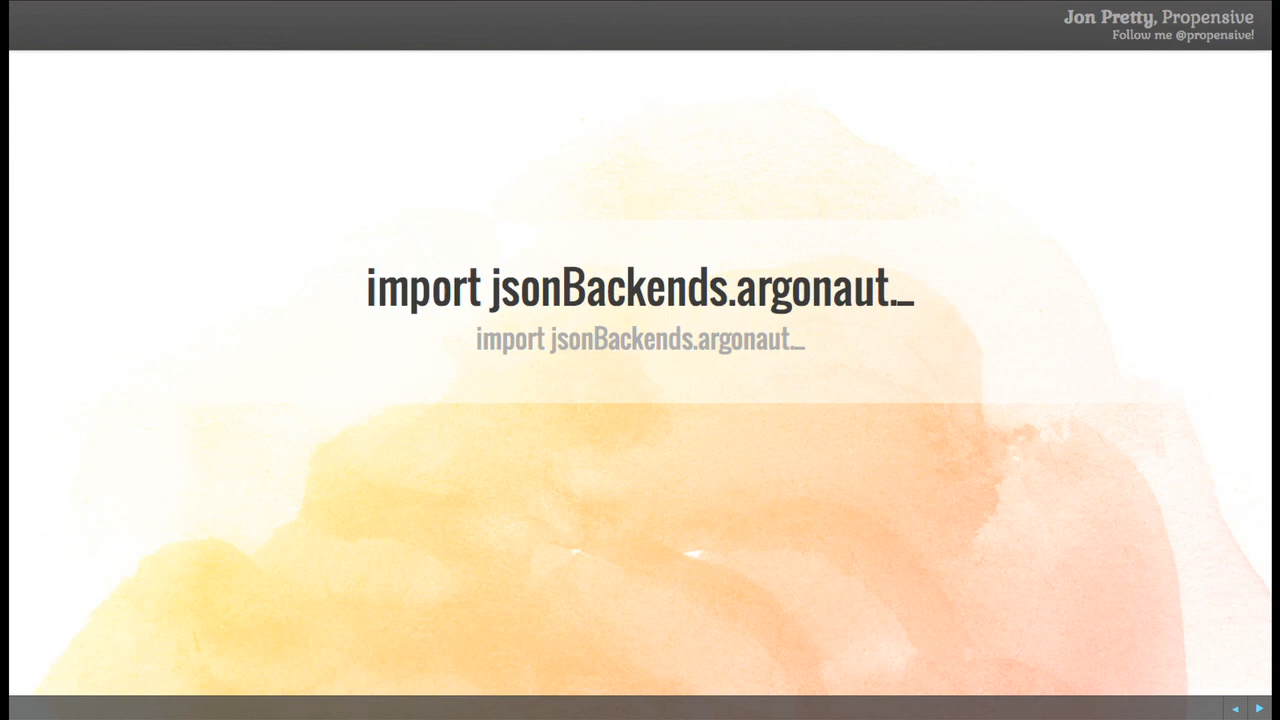 Jon Pretty, Propensive
Follow me @propensive!
import jsonBackends.argonaut._
import jsonBackends.argonaut._